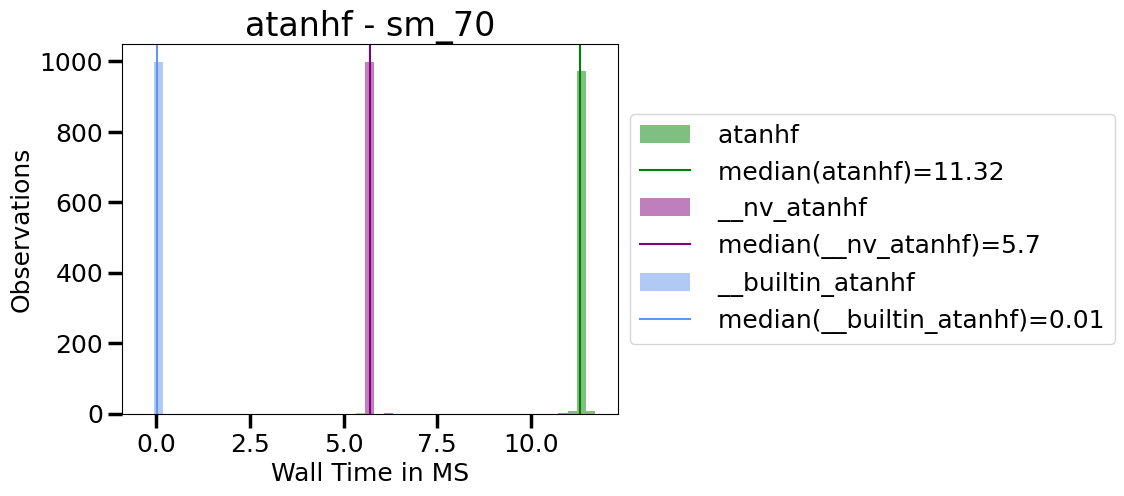 atanhf - sm_70
1000
800
600
400
200
0
Observations
0.0 2.5 5.0 7.5 10.0
Wall Time in MS
atanhf
median(atanhf)=11.32
__nv_atanhf
median(__nv_atanhf)=5.7
__builtin_atanhf
median(__builtin_atanhf)=0.01